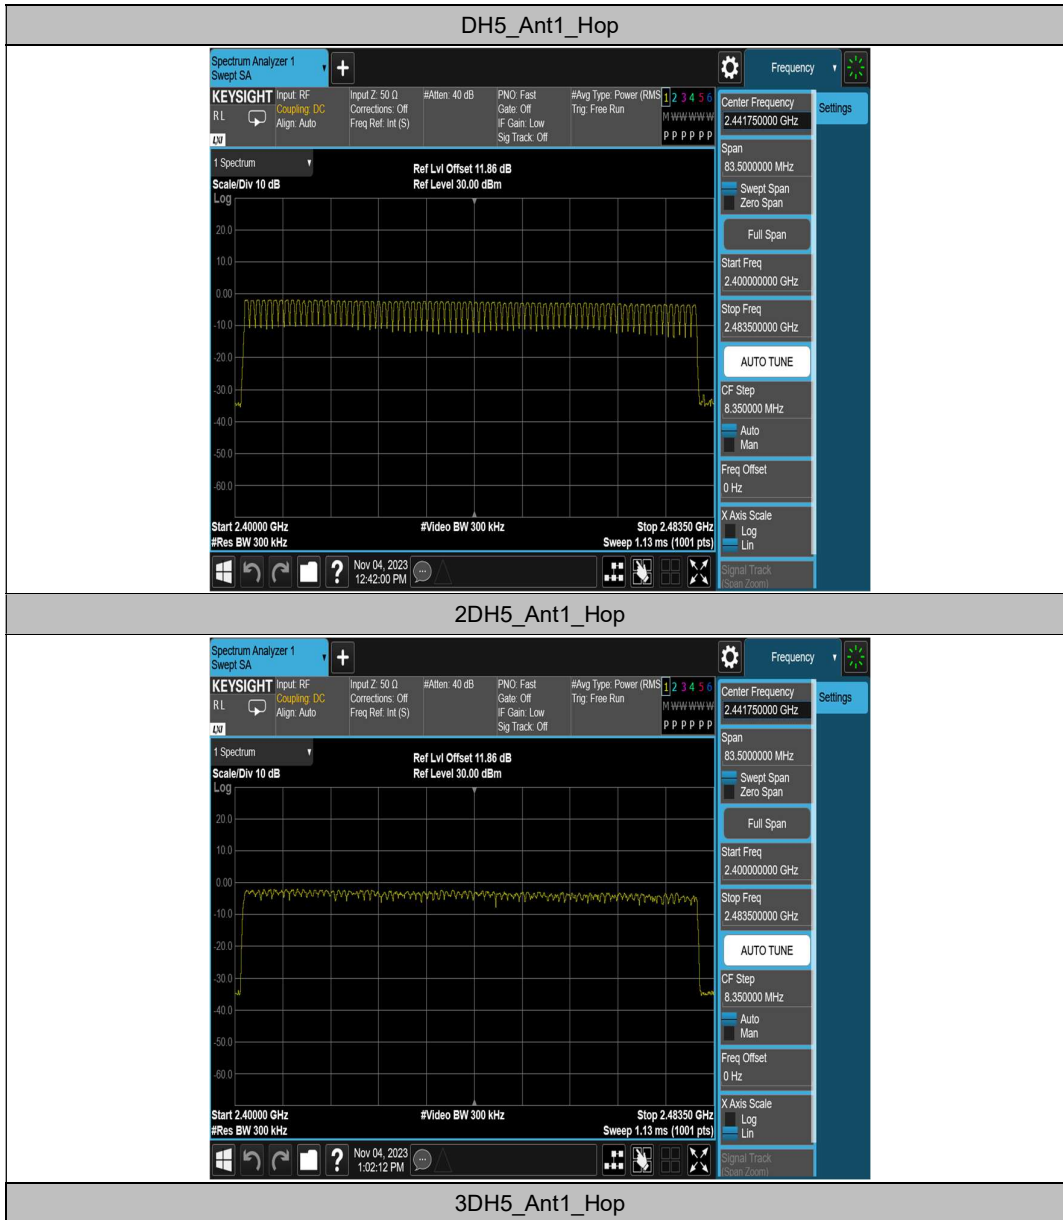 DH5_Ant1_Hop
Spectrum Analyzer 1
Swept SA
+
Frequency
KEYSIGHT
RL
LXI
Input: RF
Coupling: DC
Align: Auto
Input Z: 50 Ω
Corrections: Off
Freq Ref: Int (S)
#Atten: 40 dB
PNO: Fast
Gate: Off
IF Gain: Low
Sig Track: Off
#Avg Type: Power (RMS
Trig: Free Run
1 2 3 4 5 6
M W W W W W
P P P P P P
Center Frequency
2.441750000 GHz
Settings
Span
83.5000000 MHz
Swept Span
Zero Span
Full Span
Start Freq
2.400000000 GHz
Stop Freq
2.483500000 GHz
AUTO TUNE
CF Step
8.350000 MHz
Auto
Man
Freq Offset
0 Hz
X Axis Scale
Log
Lin
Signal Track
(Span Zoom)
1 Spectrum
Scale/Div 10 dB
Log
Ref Lvl Offset 11.86 dB
Ref Level 30.00 dBm
20.0
10.0
0.00
-10.0
-20.0
-30.0
-40.0
-50.0
-60.0
Start 2.40000 GHz
#Res BW 300 kHz
#Video BW 300 kHz
Stop 2.48350 GHz
Sweep 1.13 ms (1001 pts)
?
Nov 04, 2023
12:42:00 PM
2DH5_Ant1_Hop
Spectrum Analyzer 1
Swept SA
+
Frequency
KEYSIGHT
RL
LXI
Input: RF
Coupling: DC
Align: Auto
Input Z: 50 Ω
Corrections: Off
Freq Ref: Int (S)
#Atten: 40 dB
PNO: Fast
Gate: Off
IF Gain: Low
Sig Track: Off
#Avg Type: Power (RMS
Trig: Free Run
1 2 3 4 5 6
M W W W W W
P P P P P P
Center Frequency
2.441750000 GHz
Settings
Span
83.5000000 MHz
Swept Span
Zero Span
Full Span
Start Freq
2.400000000 GHz
Stop Freq
2.483500000 GHz
AUTO TUNE
CF Step
8.350000 MHz
Auto
Man
Freq Offset
0 Hz
X Axis Scale
Log
Lin
Signal Track
(Span Zoom)
1 Spectrum
Scale/Div 10 dB
Log
Ref Lvl Offset 11.86 dB
Ref Level 30.00 dBm
20.0
10.0
0.00
-10.0
-20.0
-30.0
-40.0
-50.0
-60.0
Start 2.40000 GHz
#Res BW 300 kHz
#Video BW 300 kHz
Stop 2.48350 GHz
Sweep 1.13 ms (1001 pts)
?
Nov 04, 2023
1:02:12 PM
3DH5_Ant1_Hop